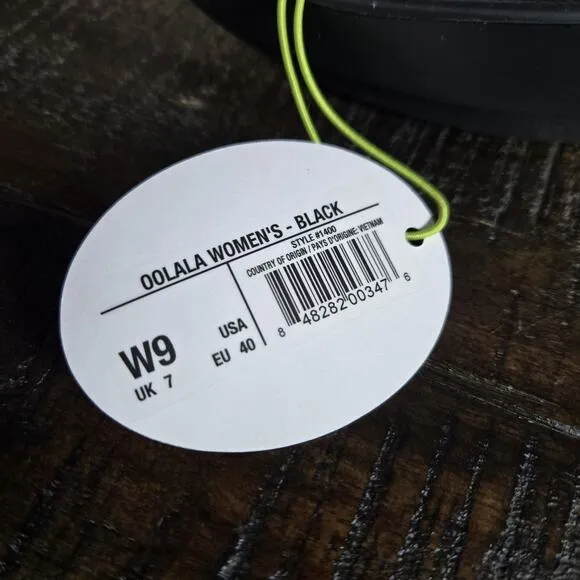 OOLALA WOMEN'S - BLACK
STYLE #1400
COUNTRY OF ORIGIN / PAYS D'ORIGINE: VIETNAM
W9 USA
UK 7 EU 40
8 48282 00347 6